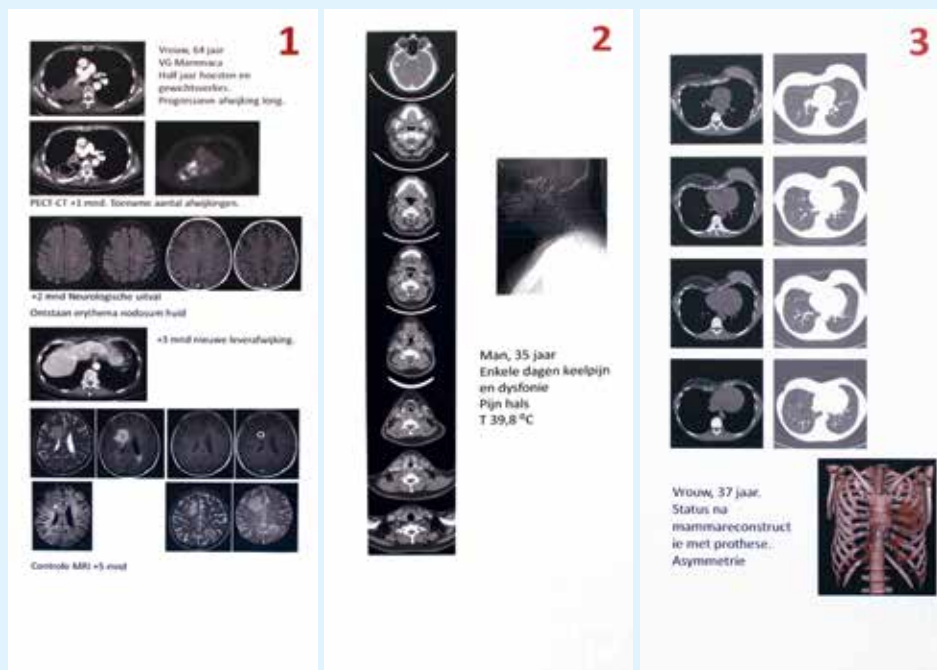 1
Vrouw, 64 jaar
VG Mammaca
Half jaar hoesten en
gewichtsverlies.
Progressieve afwijking long.
PECT-CT +1 mnd. Toename aantal afwijkingen.
+2 mnd Neurologische uitval
Ontstaan erythema nodosum huid
+3 mnd nieuwe leverafwijking.
Controle MRI +5 mnd
2
Man, 35 jaar
Enkele dagen keelpijn
en dysfonie
Pijn hals
T 39,8 °C
3
Vrouw, 37 jaar.
Status na
mammareconstruct
ie met prothese.
Asymmetrie